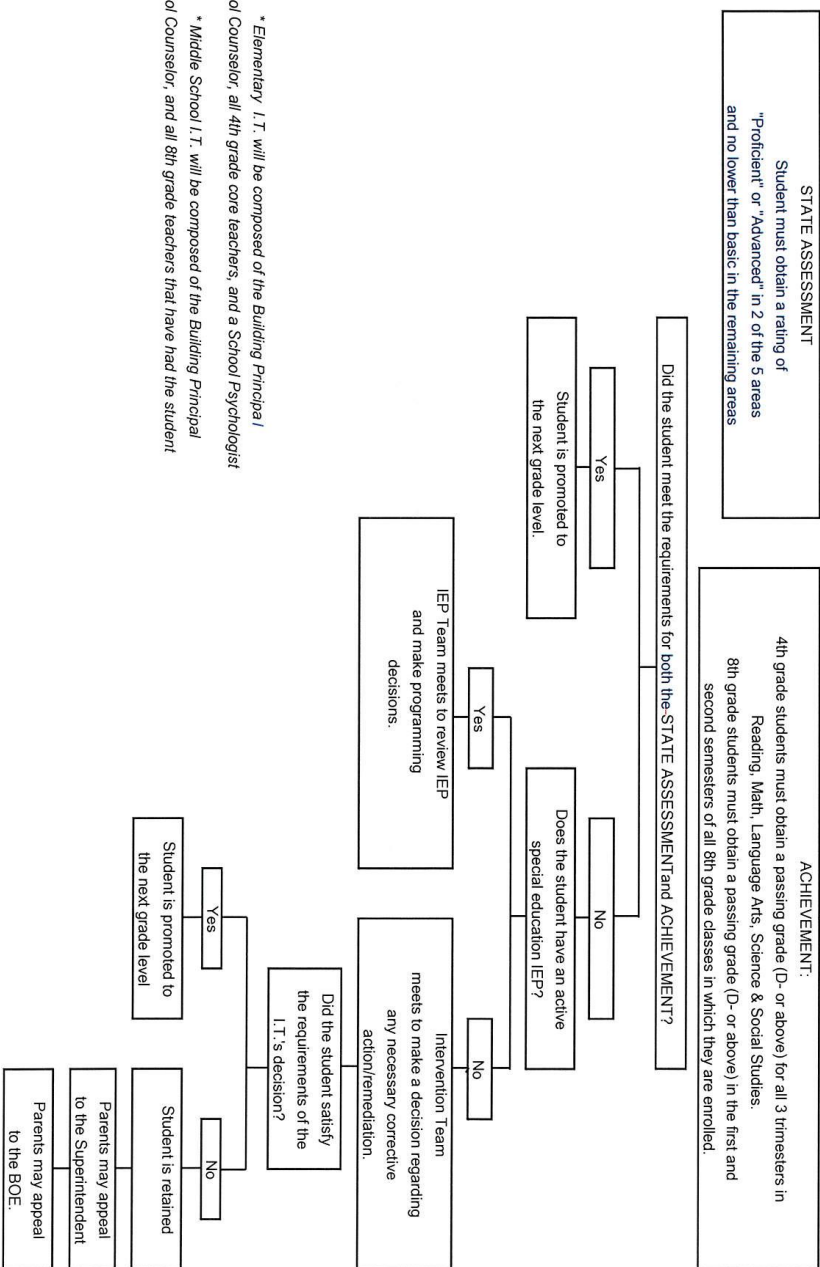 STATE ASSESSMENT
Student must obtain a rating of
"Proficient" or "Advanced" in 2 of the 5 areas
and no lower than basic in the remaining areas
ACHIEVEMENT:
4th grade students must obtain a passing grade (D- or above) for all 3 trimesters in
Reading, Math, Language Arts, Science & Social Studies.
8th grade students must obtain a passing grade (D- or above) in the first and
second semesters of all 8th grade classes in which they are enrolled.
Did the student meet the requirements for both the STATE ASSESSMENT and ACHIEVEMENT?
Yes
Student is promoted to
the next grade level.
No
Does the student have an active
special education IEP?
Yes
IEP Team meets to review IEP
and make programming
decisions.
No
Intervention Team
meets to make a decision regarding
any necessary corrective
action/remediation.
Did the student satisfy
the requirements of the
I.T.'s decision?
Yes
Student is promoted to
the next grade level
No
Student is retained
Parents may appeal
to the Superintendent
Parents may appeal
to the BOE.
* Elementary I.T. will be composed of the Building Principal
ol Counselor, all 4th grade core teachers, and a School Psychologist
* Middle School I.T. will be composed of the Building Principal
ol Counselor, and all 8th grade teachers that have had the student